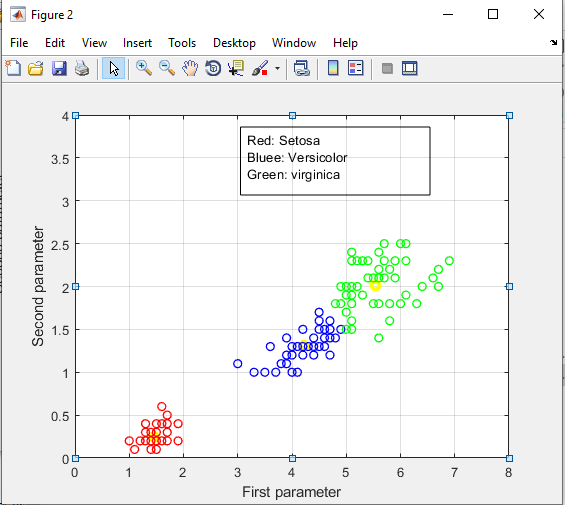 Figure 2
File Edit View Insert Tools Desktop Window Help
4
3.5
3
2.5
2
1.5
1
0.5
0
Second parameter
Red: Setosa
Bluee: Versicolor
Green: virginica
0 1 2 3 4 5 6 7 8
First parameter